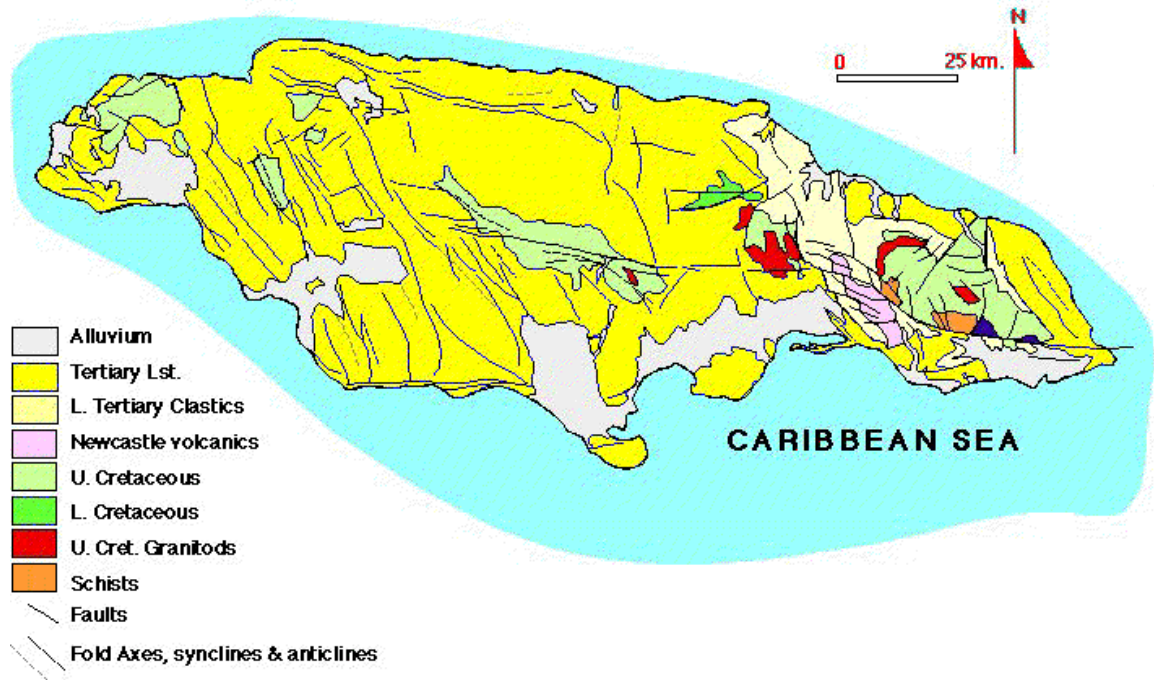 N
0 25 km.
Alluvium
Tertiary Lst.
L. Tertiary Clastics
Newcastle volcanics
CARIBBEAN SEA
U. Cretaceous
L. Cretaceous
U. Cret. Granitods
Schists
Faults
Fold Axes, synclines & anticlines